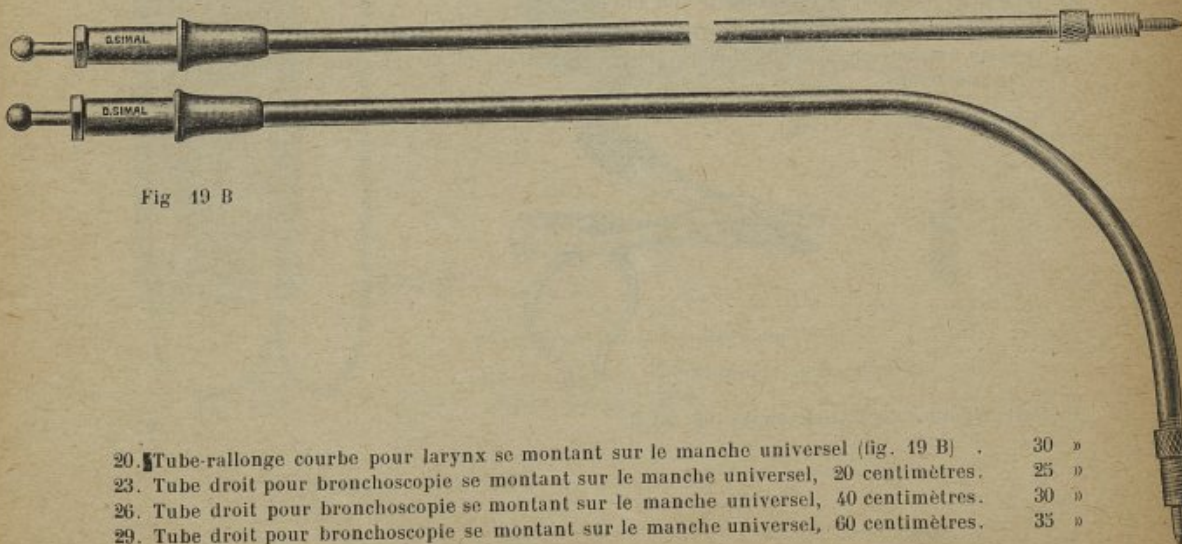 D.SIMAL
D.SIMAL
Fig 19 B
20. Tube-rallonge courbe pour larynx se montant sur le manche universel (fig. 19 B) . 30 »
23. Tube droit pour bronchoscopie se montant sur le manche universel, 20 centimètres. 25 »
26. Tube droit pour bronchoscopie se montant sur le manche universel, 40 centimètres. 30 »
29. Tube droit pour bronchoscopie se montant sur le manche universel, 60 centimètres. 35 »